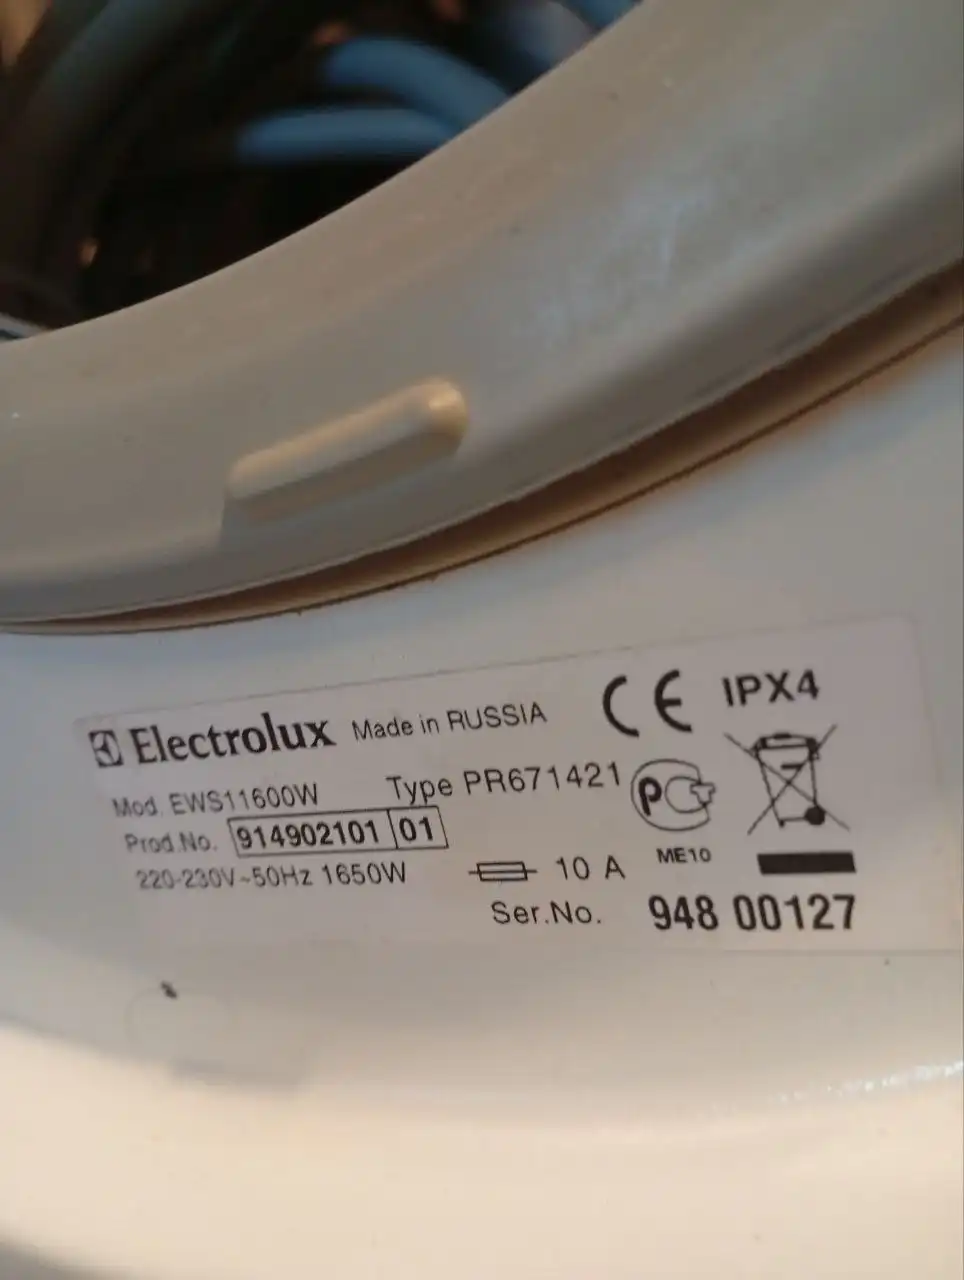 Electrolux Made in RUSSIA CE IPX4
Mod. EWS11600W Type PR671421
Prod.No. 914902101 01
ME10
220-230V~50Hz 1650W 10 A
Ser.No. 948 00127